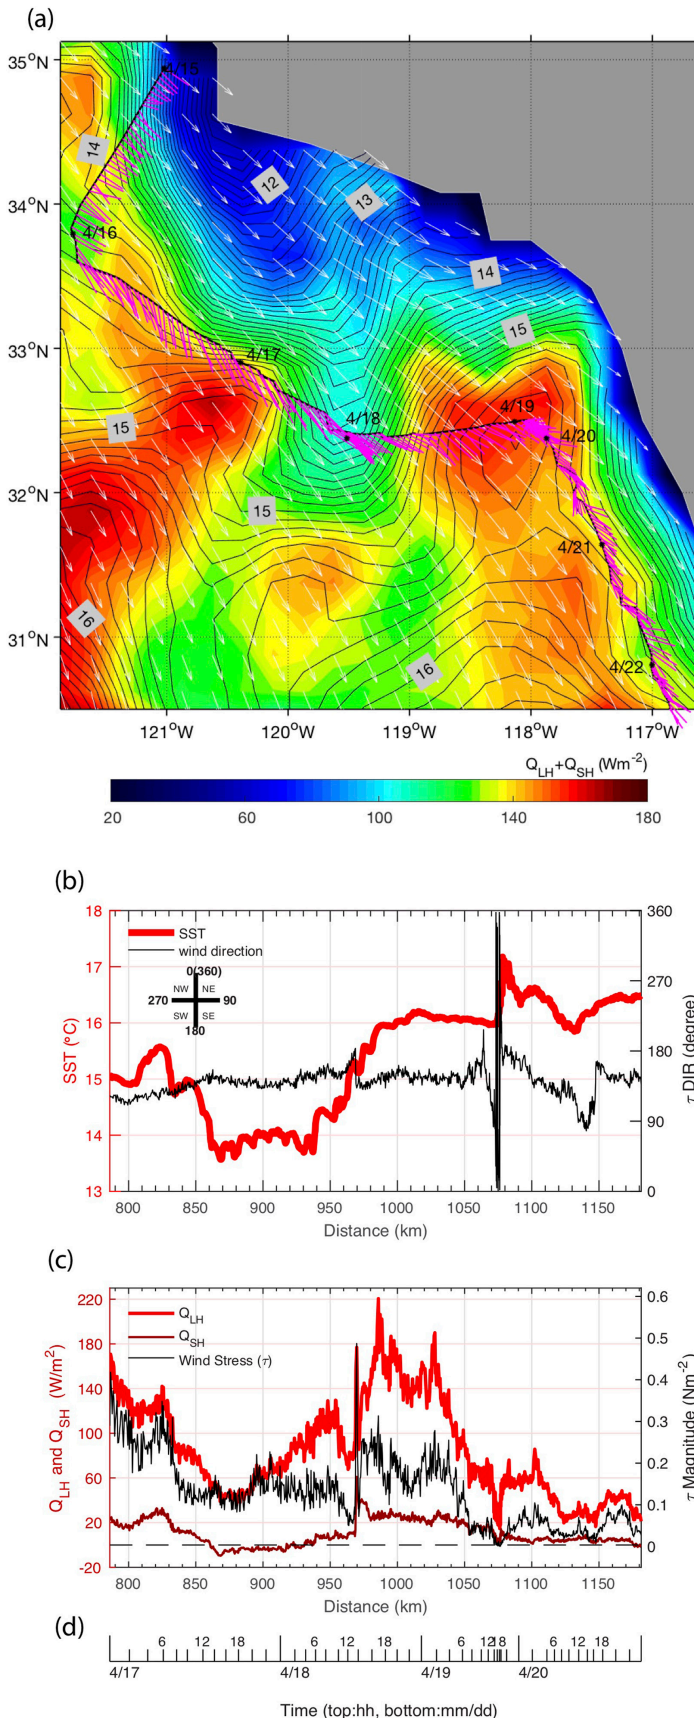 (a)
35°N
4/15
14
12
13
34°N
4/16
14
15
33°N
4/17
4/18
4/19
15
4/20
32°N
15
4/21
16
31°N
16
4/22
121°W 120°W 119°W 118°W 117°W
Q_LH+Q_SH (Wm-2)
20 60 100 140 180
(b)
18 360
SST
wind direction
17 0(360) 270
NW NE
270 90
SW SE
180
16
180
15
90
14
13 0
SST (°C)
τ DIR (degree)
800 850 900 950 1000 1050 1100 1150
Distance (km)
(c)
220 0.6
Q_LH
Q_SH
Wind Stress (τ)
180 0.5
140 0.4
0.3
100
0.2
60
0.1
20
0
-20
Q_LH and Q_SH (W/m2)
τ Magnitude (Nm-2)
800 850 900 950 1000 1050 1100 1150
Distance (km)
(d)
6 12 18 6 12 6 12 18 6 12 18
4/17 4/18 4/19 4/20
Time (top:hh, bottom:mm/dd)